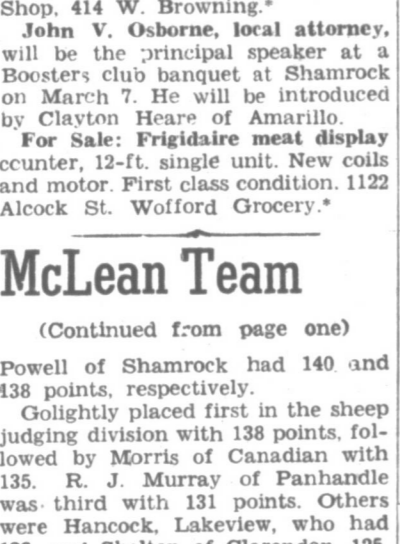 Shop, 414 W. Browning.*
John V. Osborne, local attorney,
will be the principal speaker at a
Boosters club banquet at Shamrock
on March 7. He will be introduced
by Clayton Heare of Amarillo.
For Sale: Frigidaire meat display
counter, 12-ft. single unit. New coils
and motor. First class condition. 1122
Alcock St. Wofford Grocery.*
McLean Team
(Continued from page one)
Powell of Shamrock had 140 and
138 points, respectively.
Golightly placed first in the sheep
judging division with 138 points, fol-
lowed by Morris of Canadian with
135. R. J. Murray of Panhandle
was third with 131 points. Others
were Hancock, Lakeview, who had